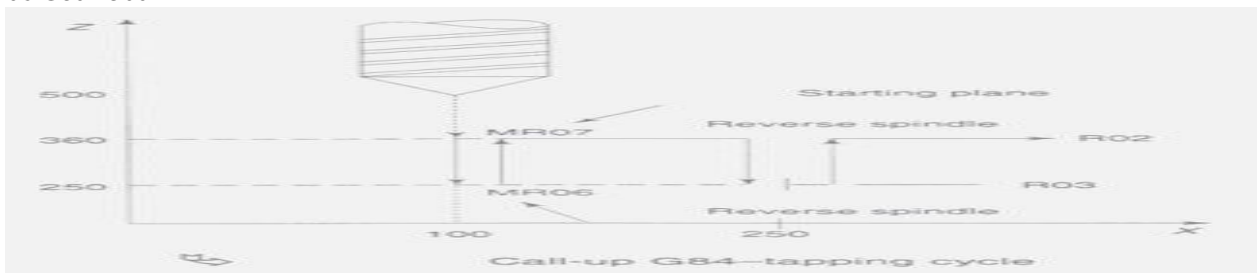 Z
500
Starting plane
MR07
Reverse spindle
360
R02
250
MR06
R03
Reverse spindle
100
250
X
Call-up G84–tapping cycle